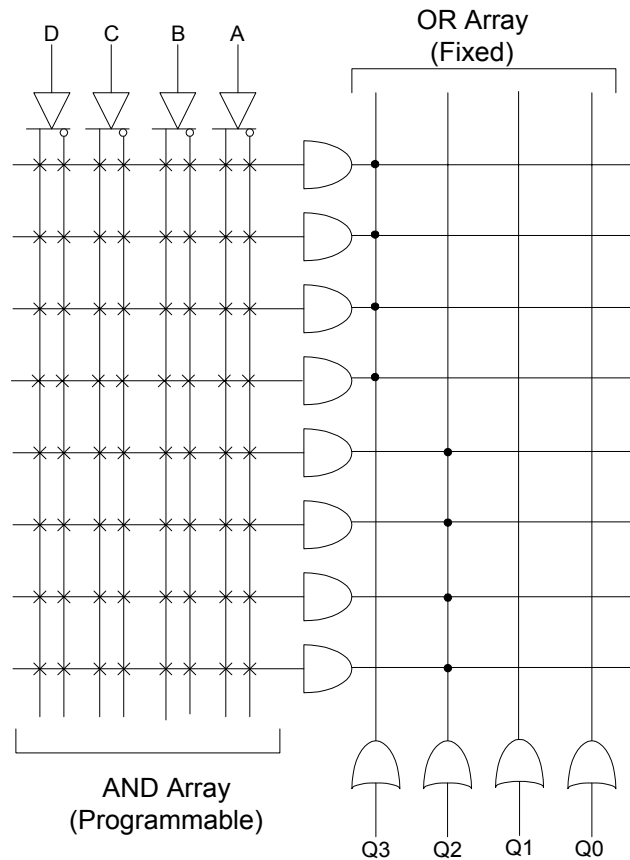 OR Array
(Fixed)
D C B A
AND Array
(Programmable)
Q3 Q2 Q1 Q0